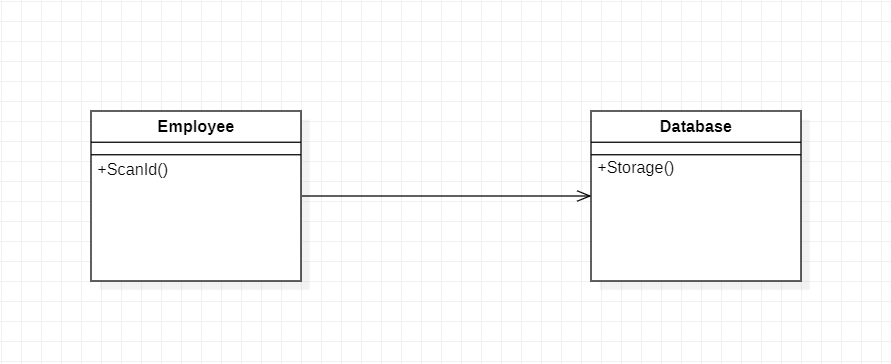 Employee
+ScanId()
Database
+Storage()